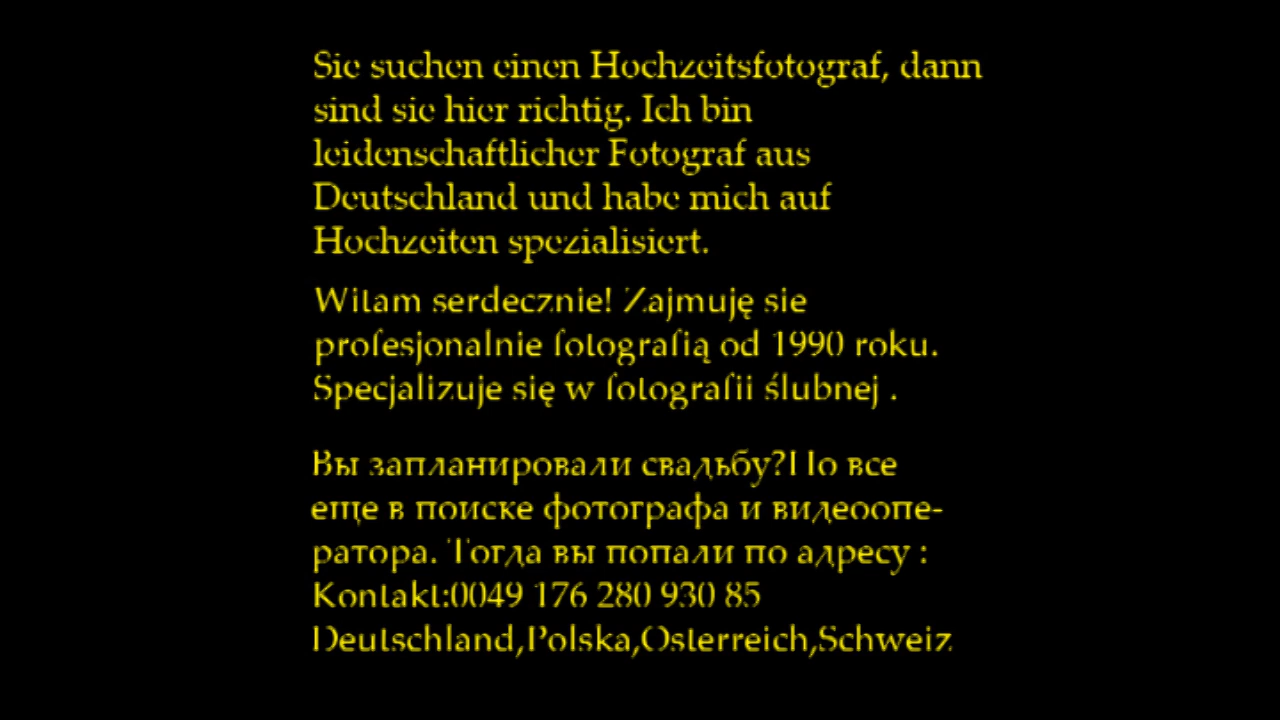 Sie suchen einen Hochzeitsfotograf, dann
sind sie hier richtig. Ich bin
leidenschaftlicher Fotograf aus
Deutschland und habe mich auf
Hochzeiten spezialisiert.
Witam serdecznie! Zajmuję sie
profesjonalnie fotografią od 1990 roku.
Specjalizuje się w fotografii ślubnej .
Вы запланировали свадьбу?Но все
еще в поиске фотографа и видеоопе-
ратора. Тогда вы попали по адресу :
Kontakt:0049 176 280 930 85
Deutschland,Polska,Osterreich,Schweiz